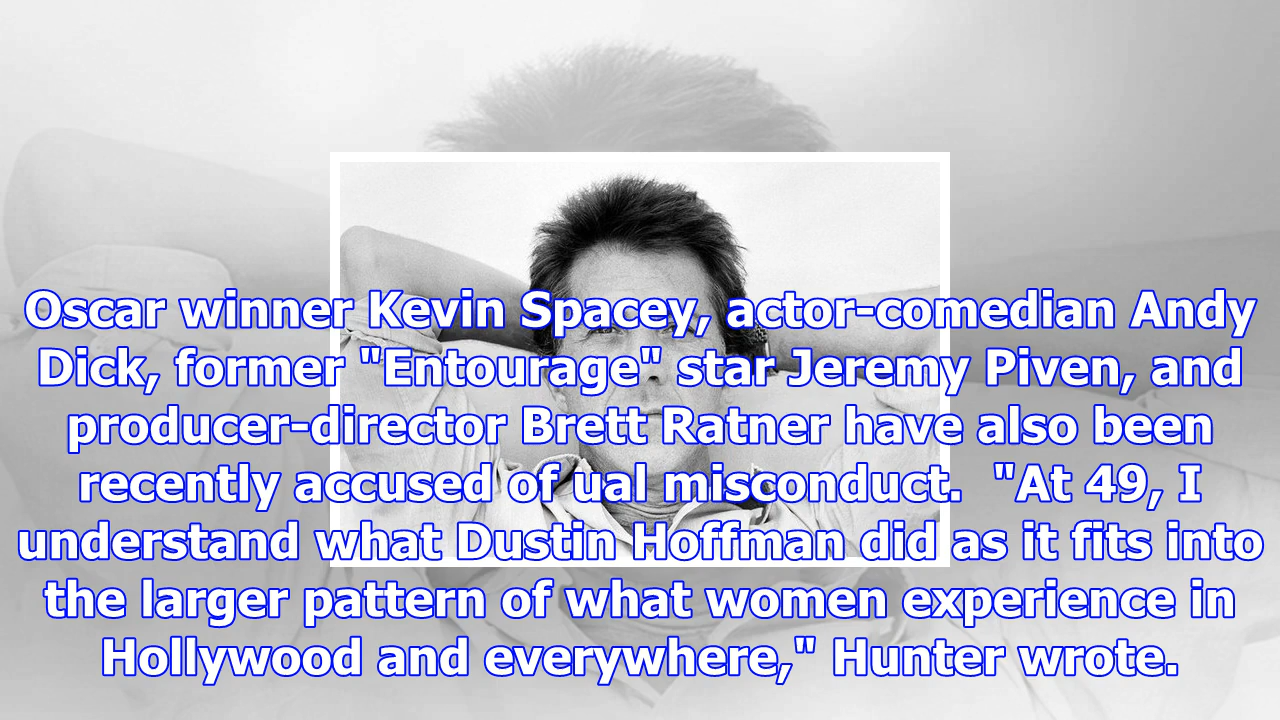 Oscar winner Kevin Spacey, actor-comedian Andy
Dick, former "Entourage" star Jeremy Piven, and
producer-director Brett Ratner have also been
recently accused of ual misconduct.  "At 49, I
understand what Dustin Hoffman did as it fits into
the larger pattern of what women experience in
Hollywood and everywhere," Hunter wrote.